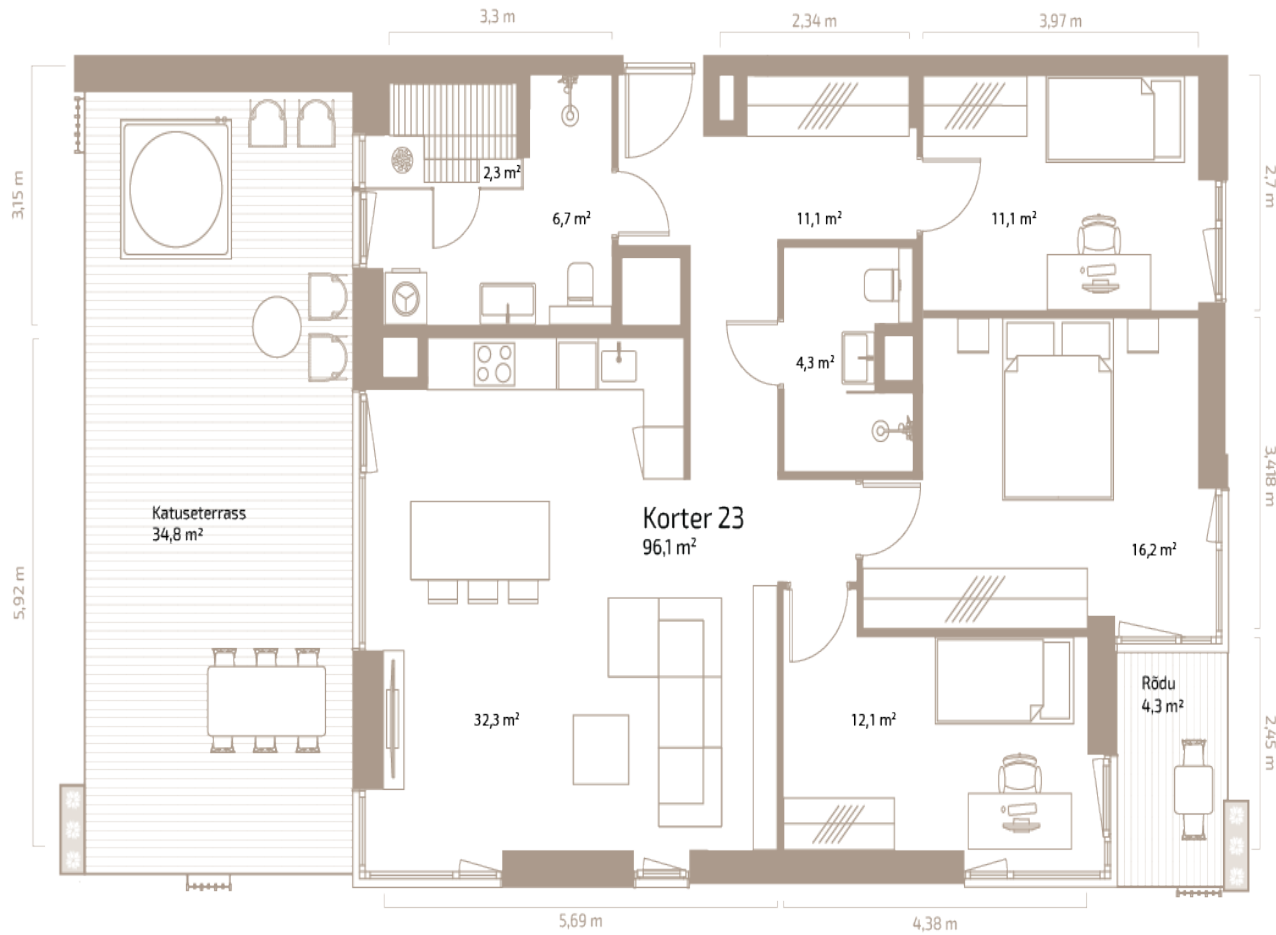 3,3 m
2,34 m
3,97 m
3,15 m
2,3 m²
6,7 m²
11,1 m²
11,1 m²
2,7 m
4,3 m²
3,418 m
Katuseterrass
34,8 m²
Korter 23
96,1 m²
16,2 m²
5,92 m
32,3 m²
12,1 m²
Rõdu
4,3 m²
2,45 m
5,69 m
4,38 m